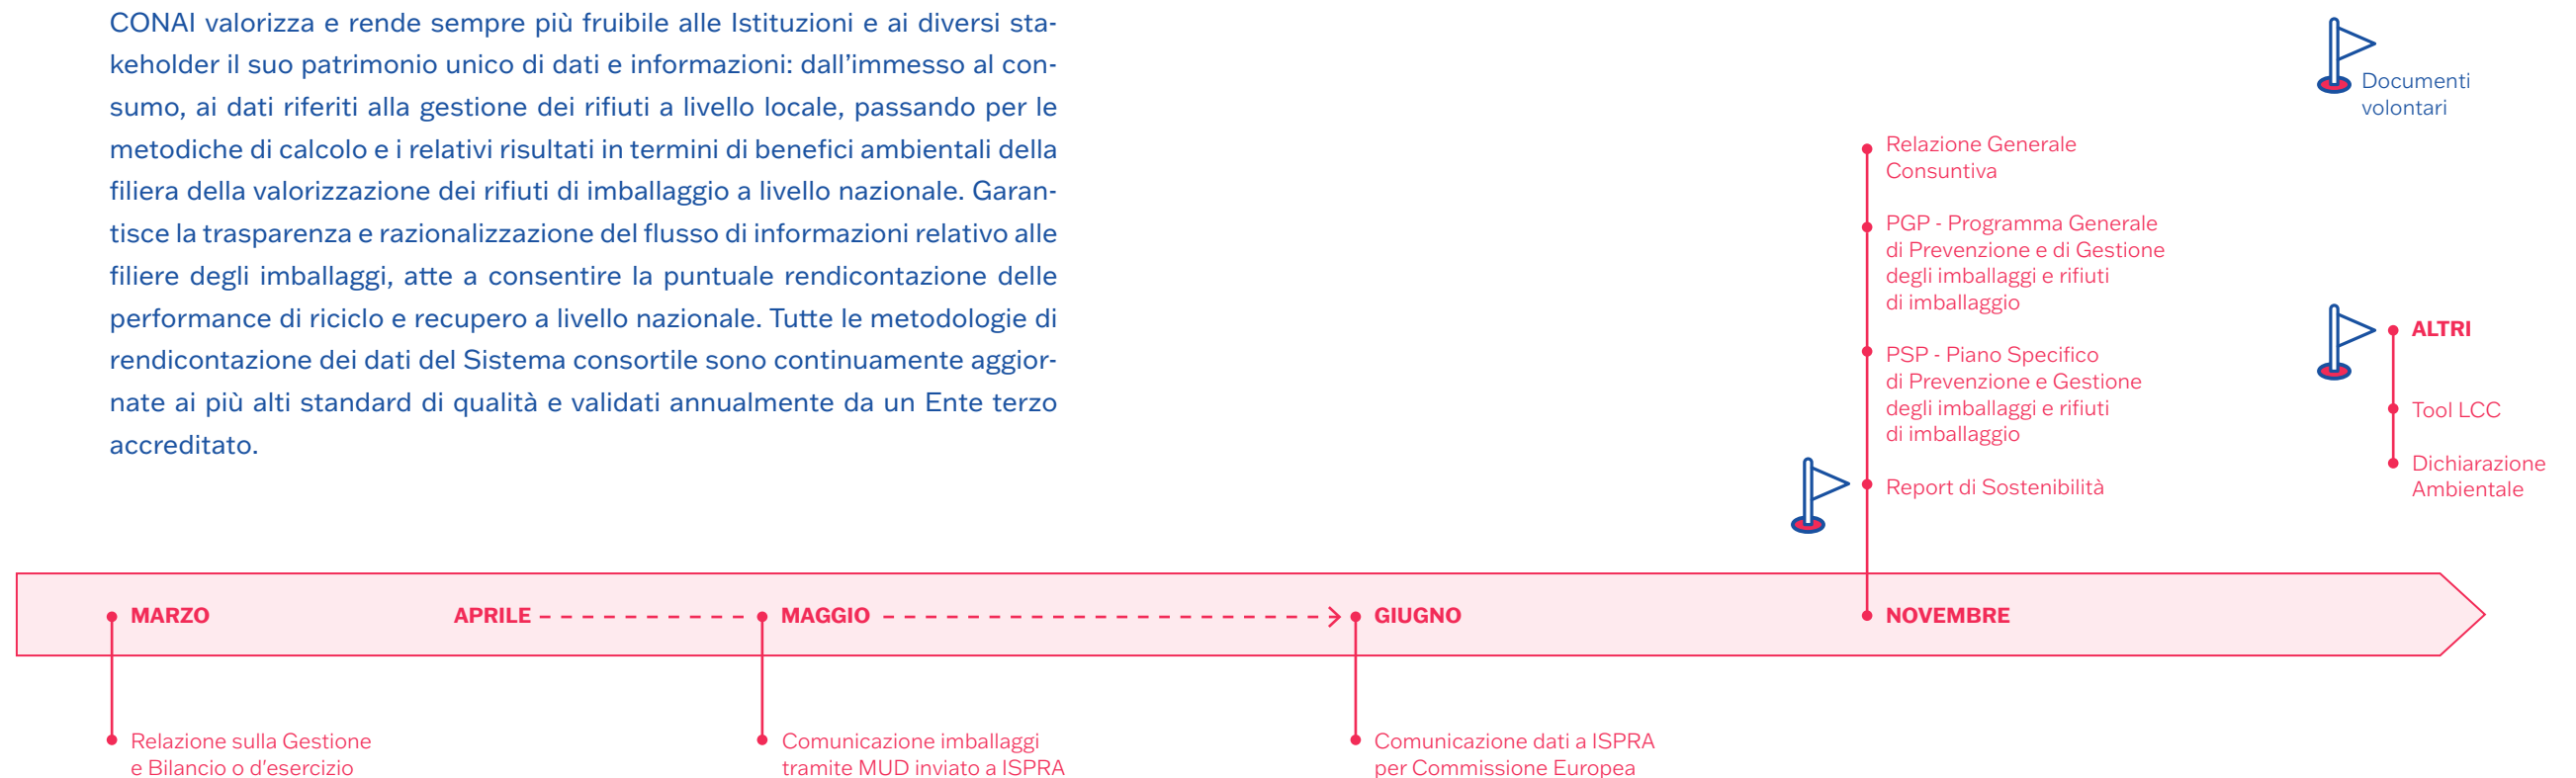 CONAI valorizza e rende sempre più fruibile alle Istituzioni e ai diversi sta-
keholder il suo patrimonio unico di dati e informazioni: dall’immesso al con-
sumo, ai dati riferiti alla gestione dei rifiuti a livello locale, passando per le
metodiche di calcolo e i relativi risultati in termini di benefici ambientali della
filiera della valorizzazione dei rifiuti di imballaggio a livello nazionale. Garan-
tisce la trasparenza e razionalizzazione del flusso di informazioni relativo alle
filiere degli imballaggi, atte a consentire la puntuale rendicontazione delle
performance di riciclo e recupero a livello nazionale. Tutte le metodologie di
rendicontazione dei dati del Sistema consortile sono continuamente aggior-
nate ai più alti standard di qualità e validati annualmente da un Ente terzo
accreditato.
Documenti
volontari
Relazione Generale
Consuntiva
PGP - Programma Generale
di Prevenzione e di Gestione
degli imballaggi e rifiuti
di imballaggio
PSP - Piano Specifico
di Prevenzione e Gestione
degli imballaggi e rifiuti
di imballaggio
Report di Sostenibilità
ALTRI
Tool LCC
Dichiarazione
Ambientale
MARZO
APRILE
MAGGIO
GIUGNO
NOVEMBRE
Relazione sulla Gestione
e Bilancio o d’esercizio
Comunicazione imballaggi
tramite MUD inviato a ISPRA
Comunicazione dati a ISPRA
per Commissione Europea